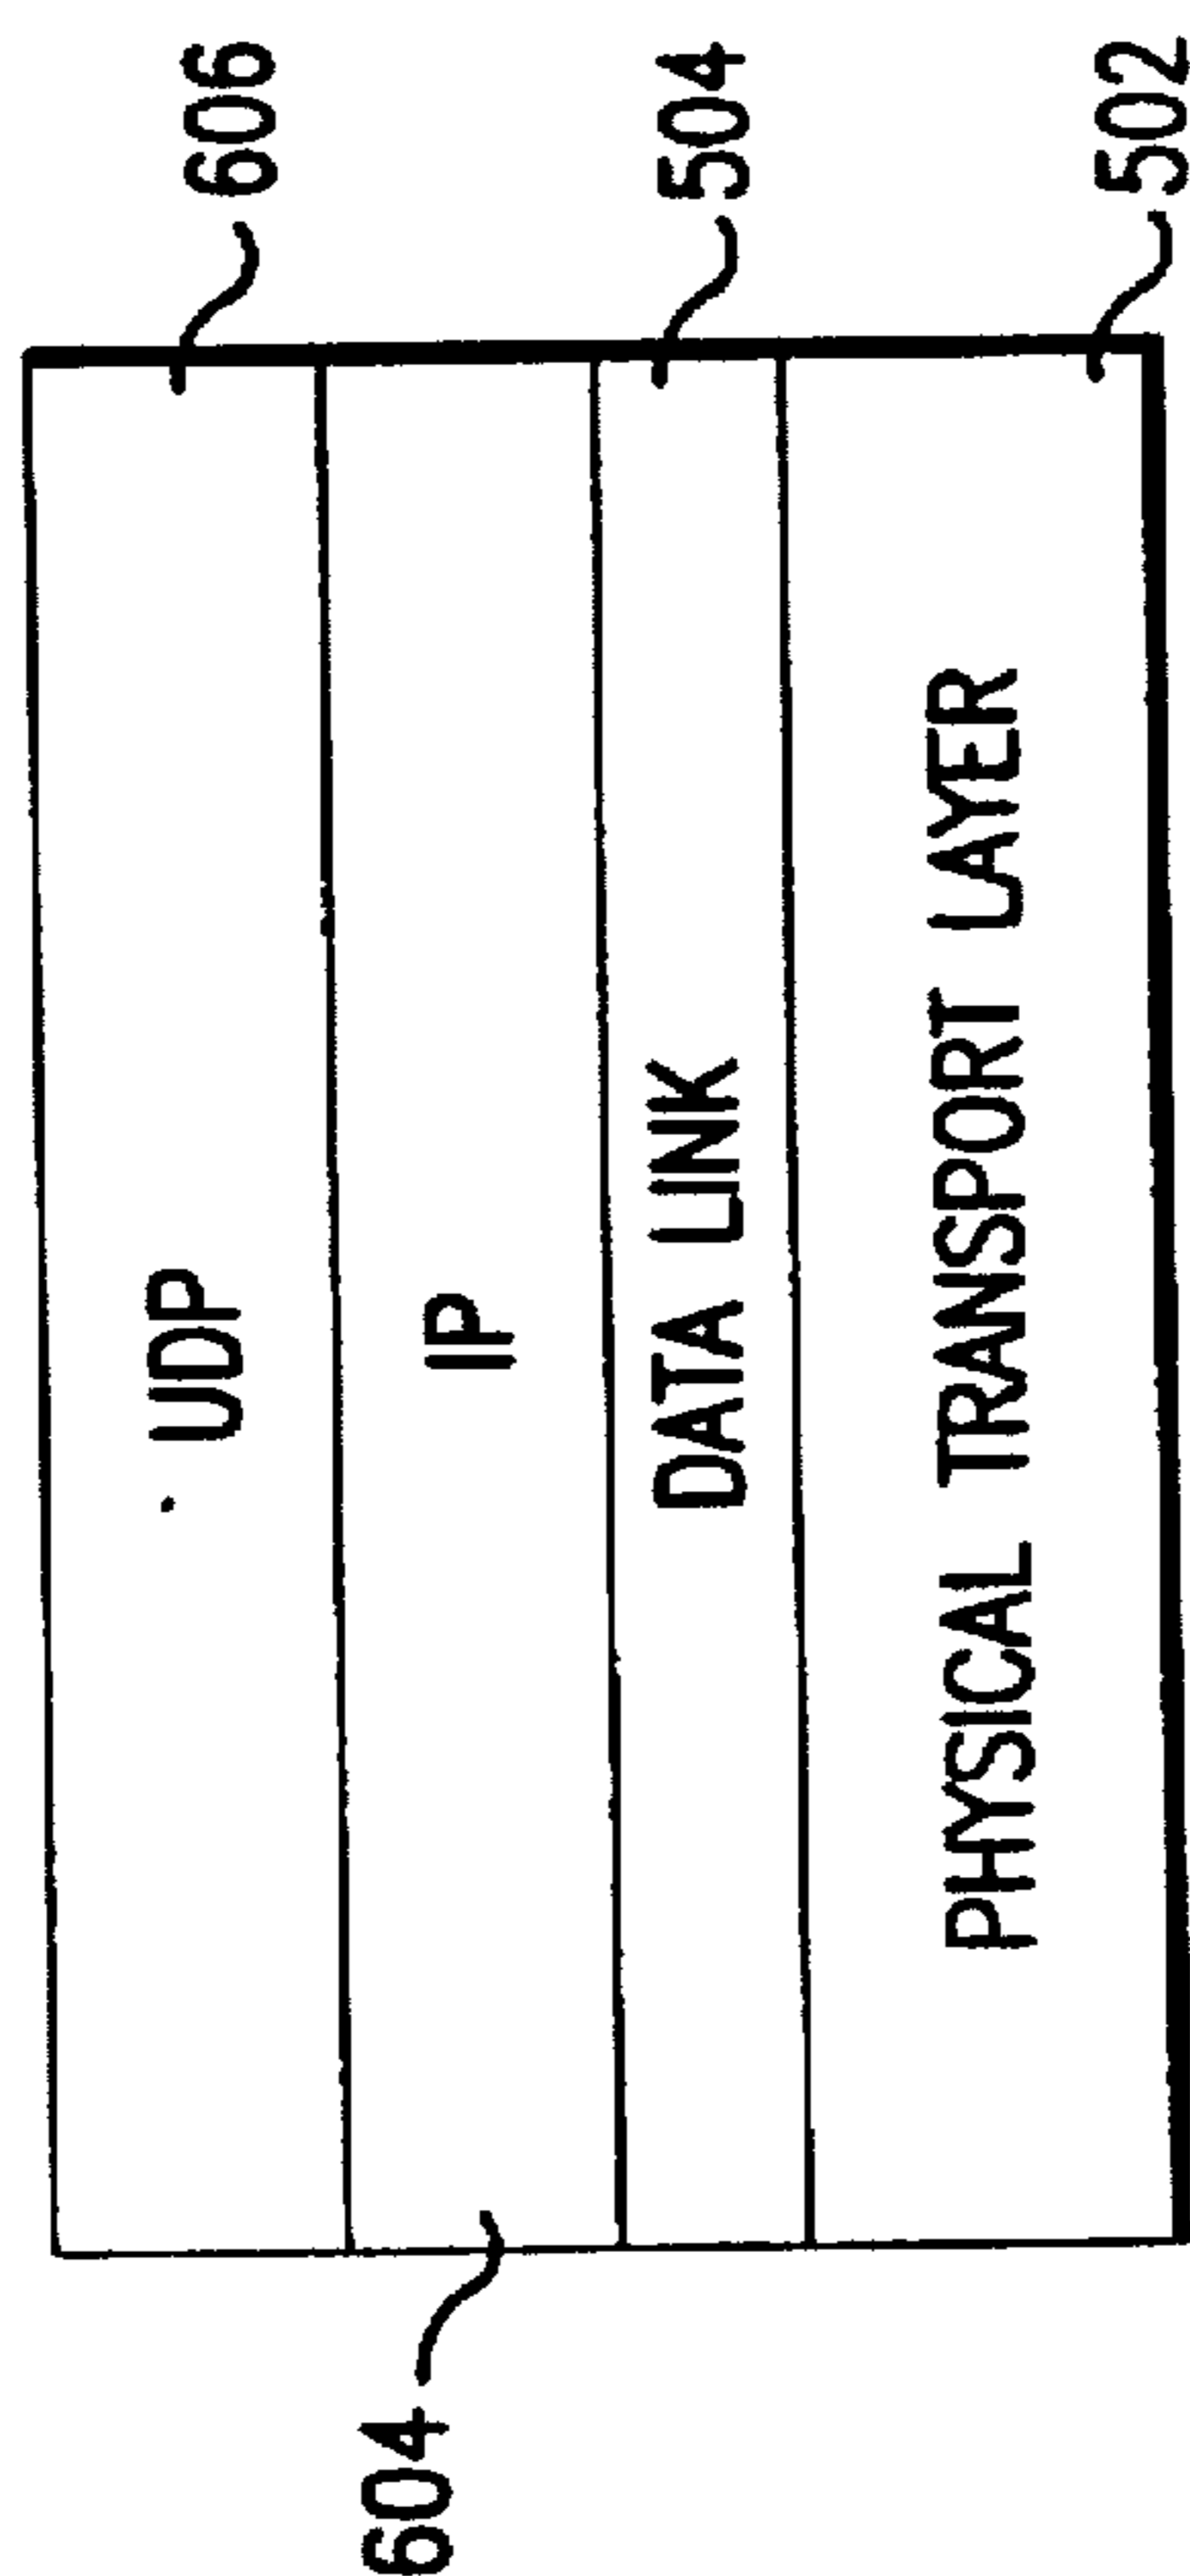 606
UDP
604
IP
504
DATA LINK
502
PHYSICAL TRANSPORT LAYER